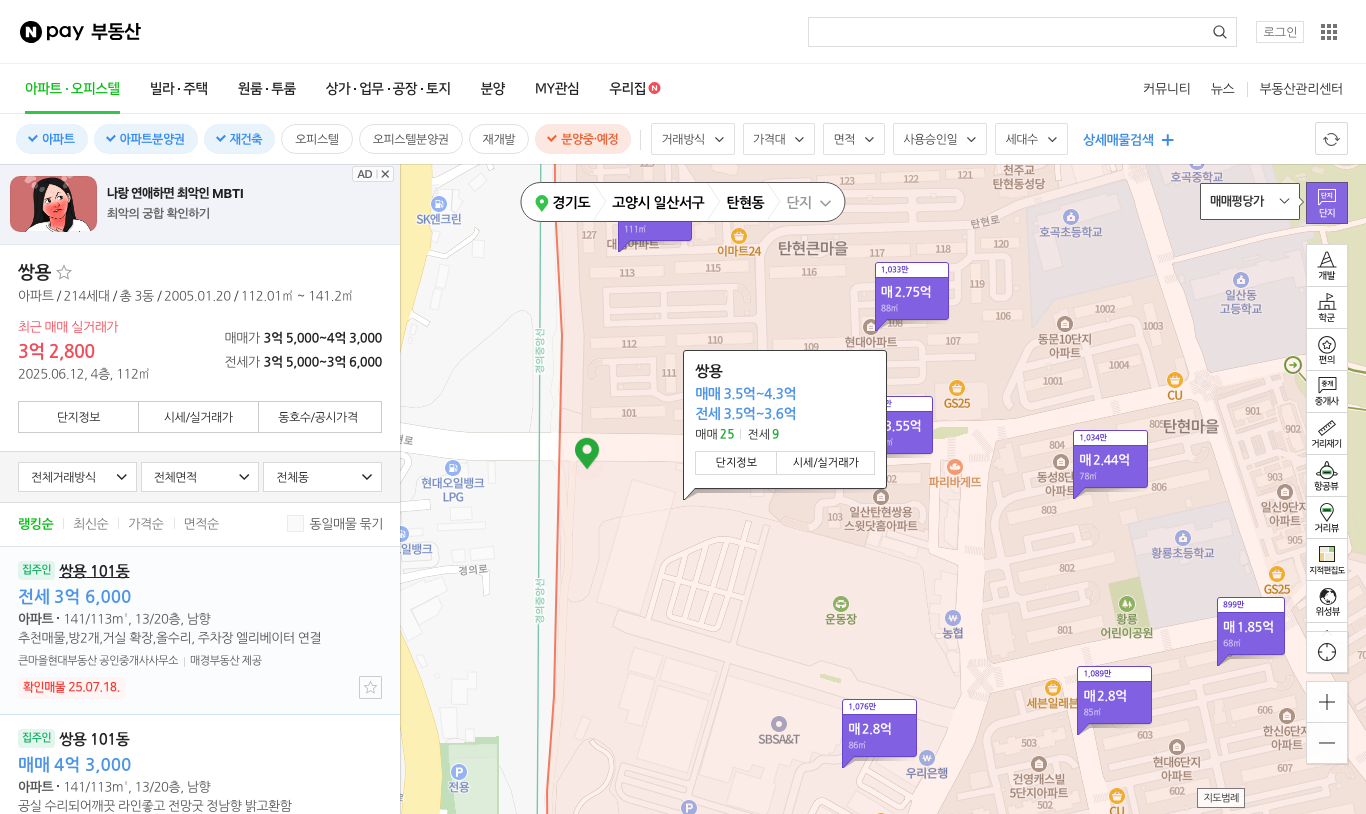 N pay 부동산
로그인
아파트 · 오피스텔 빌라 · 주택 원룸 · 투룸 상가 · 업무 · 공장 · 토지 분양 MY관심 우리집 N
커뮤니티 뉴스 부동산관리센터
아파트 아파트분양권 재건축 오피스텔 오피스텔분양권 재개발 분양중·예정
거래방식 가격대 면적 사용승인일 세대수 상세매물검색
AD
나랑 연애하면 최악인 MBTI
최악의 궁합 확인하기
쌍용
아파트 / 214세대 / 총 3동 / 2005.01.20 / 112.01㎡ ~ 141.2㎡
최근 매매 실거래가
3억 2,800
2025.06.12, 4층, 112㎡
매매가 3억 5,000~4억 3,000
전세가 3억 5,000~3억 6,000
단지정보 시세/실거래가 동호수/공시가격
전체거래방식 전체면적 전체동
랭킹순 최신순 가격순 면적순 동일매물 묶기
집주인 쌍용 101동
전세 3억 6,000
아파트 · 141/113m², 13/20층, 남향
추천매물,방2개,거실 확장,올수리, 주차장 엘리베이터 연결
큰마을현대부동산 공인중개사사무소 매경부동산 제공
확인매물 25.07.18.
집주인 쌍용 101동
매매 4억 3,000
아파트 · 141/113m², 13/20층, 남향
공실 수리되어깨끗 라인좋고 전망굿 정남향 밝고환함
경기도 고양시 일산서구 탄현동 단지
매매평당가
단지
단지
개발
학군
편의
중개
중개사
거리재기
항공뷰
거리뷰
지적편집도
위성뷰
지도범례
SK엔크린
127
111㎡
이마트24
탄현큰마을
123
122
121
112
천주교
탄현동성당
호곡중학교
호곡초등학교
탄현로
일산동
고등학교
113
115
116
117
118
120
119
106
1,033만
매2.75억
88㎡
108
현대아파트
107
112
110
109
111
101
동문10단지
아파트
1002
1003
1004
1001
경의중앙선
쌍용
매매 3.5억~4.3억
전세 3.5억~3.6억
매매 25 전세 9
단지정보 시세/실거래가
3.55억
GS25
CU
901
902
탄현마을
805
804
1,034만
매2.44억
78㎡
806
803
파리바게뜨
102
103
일산탄현쌍용
스윗닷홈아파트
현대오일뱅크
LPG
일뱅크
경의로
903
일신9단지
905
황룡초등학교
802
801
GS25
황룡
어린이공원
899만
매1.85억
68㎡
경의중앙선
운동장
농협
세븐일레븐
1,089만
매2.8억
85㎡
1,076만
매2.8억
86㎡
SBSA&T
우리은행
전용
503
건영캐스빌
5단지아파트
502
603
현대6단지
아파트
606
한신6단지
607
602
CU